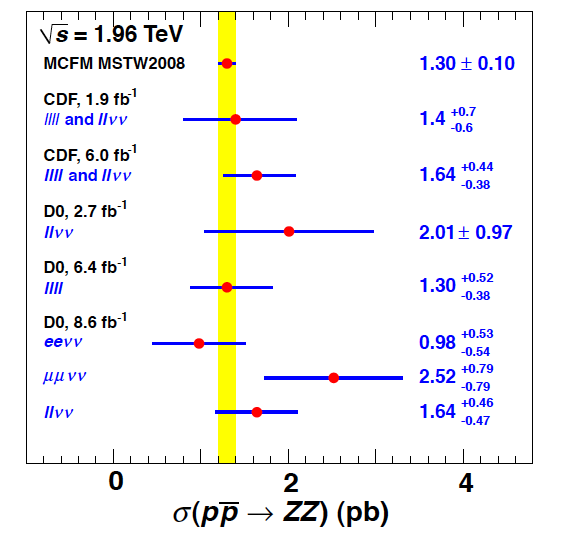 √s = 1.96 TeV
MCFM MSTW2008 1.30 ± 0.10
CDF, 1.9 fb⁻¹
llll and llνν 1.4 +0.7 -0.6
CDF, 6.0 fb⁻¹
llll and llνν 1.64 +0.44 -0.38
D0, 2.7 fb⁻¹
llνν 2.01 ± 0.97
D0, 6.4 fb⁻¹
llll 1.30 +0.52 -0.38
D0, 8.6 fb⁻¹
eeνν 0.98 +0.53 -0.54
μμνν 2.52 +0.79 -0.79
llνν 1.64 +0.46 -0.47
0 2 4
σ(pp̅ → ZZ) (pb)